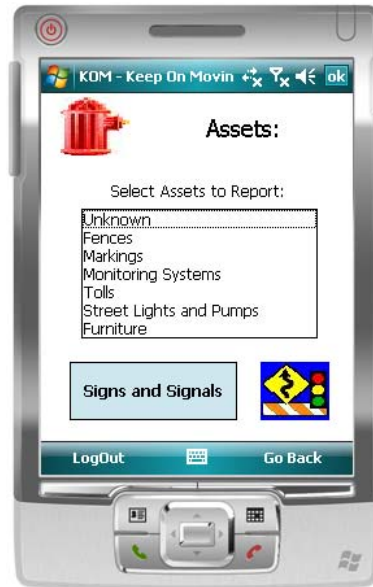 KOM - Keep On Movin
ok
Assets:
Select Assets to Report:
Unknown
Fences
Markings
Monitoring Systems
Tolls
Street Lights and Pumps
Furniture
Signs and Signals
LogOut
Go Back